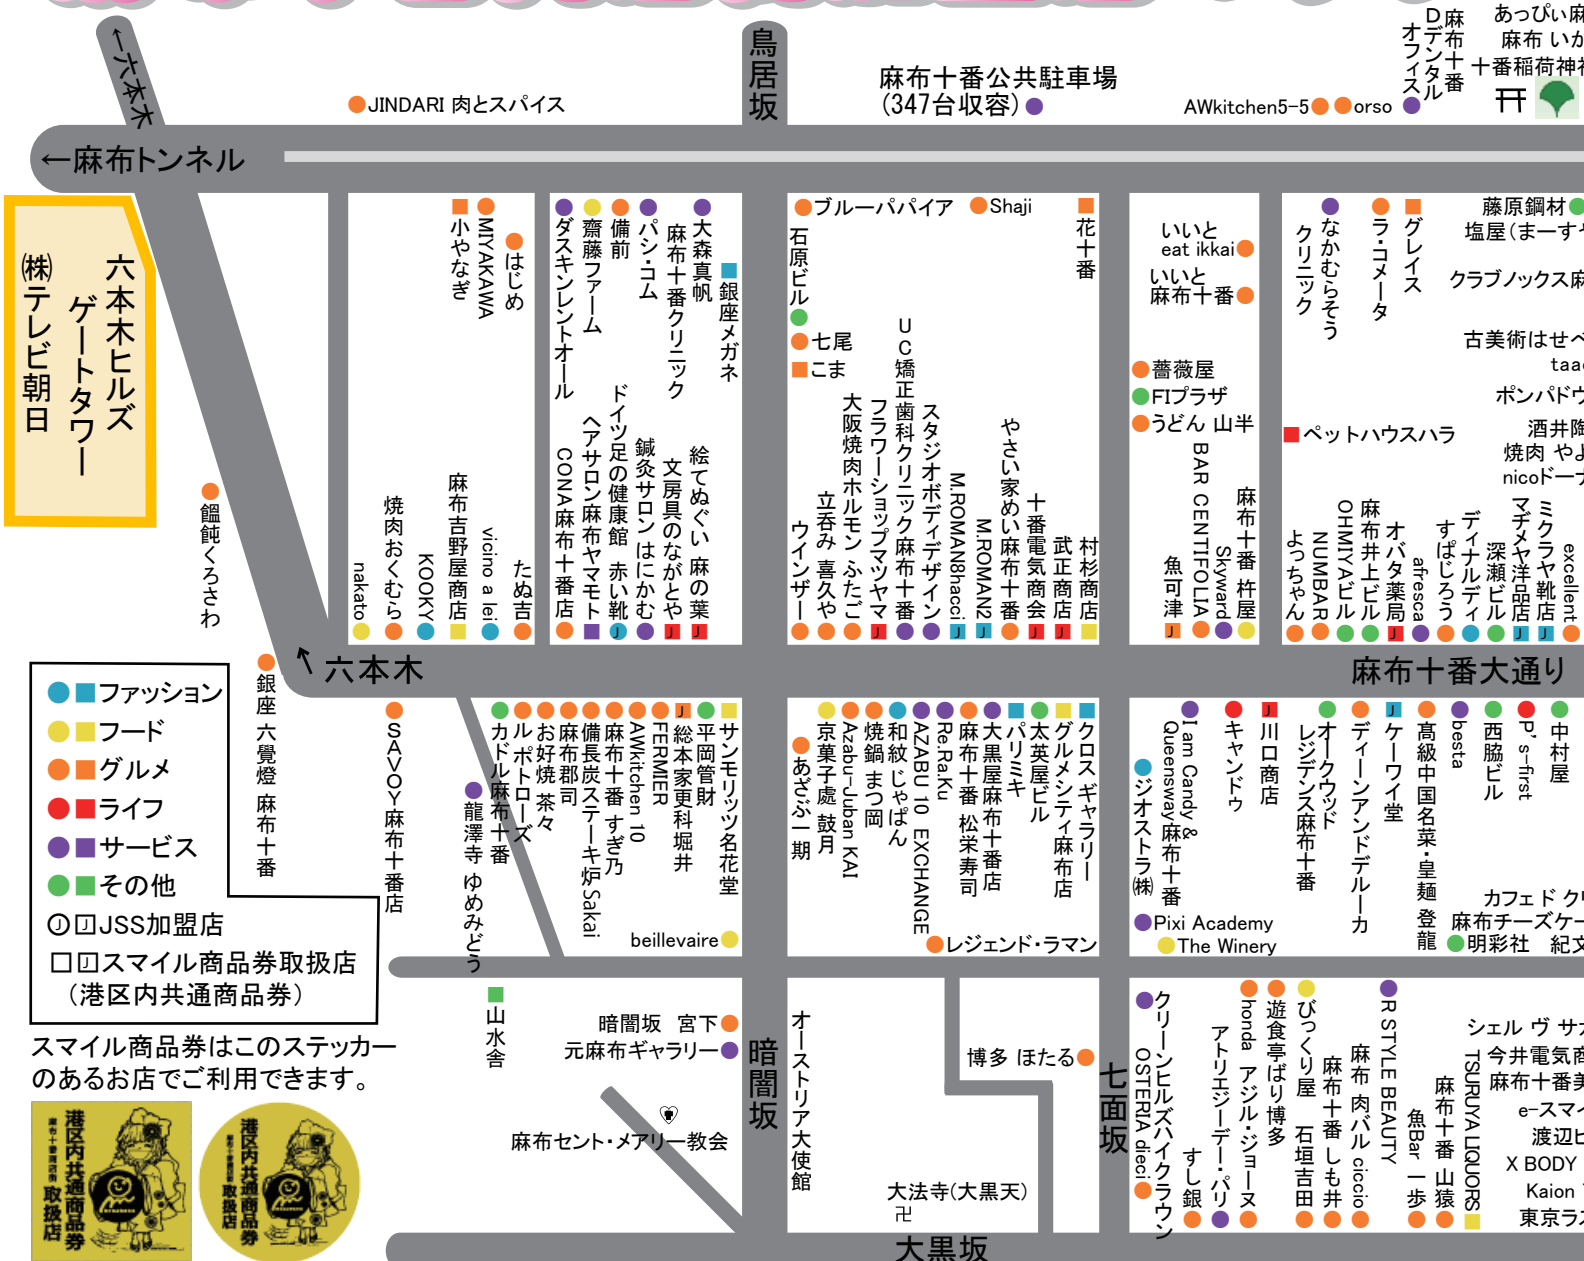 ←六本木
鳥居坂
麻布十番公共駐車場
(347台収容)
JINDARI 肉とスパイス
AWkitchen5-5
orso
麻布十番
Dデンタル
オフィス
あっぴぃ麻
麻布 いか
十番稲荷神社
←麻布トンネル
六本木ヒルズ
ゲートタワー
㈱テレビ朝日
小やなぎ
MIYAKAWA
はじめ
ダスキンレントオール
齋藤ファーム
備前
パシ・コム
麻布十番クリニック
大森真帆
銀座メガネ
ブルーパパイア
Shaji
花十番
石原ビル
七尾
こま
いいと
eat ikkai
いいと
麻布十番
薔薇屋
FIプラザ
うどん 山半
なかむらそう
クリニック
ラ・コメータ
グレイス
藤原鋼材
塩屋(まーすや
クラブノックス麻
古美術はせべ
taac
ポンパドウ
ペットハウスハラ
酒井陶
焼肉 やよ
nicoドーナ
饂飩くろさわ
nakato
焼肉おくむら
KOOKY
麻布吉野屋商店
vicino a lei
たぬ吉
CONA麻布十番店
ヘアサロン麻布ヤマモト
ドイツ足の健康館 赤い靴
鍼灸サロン はにかむ
文房具のながとや
絵てぬぐい 麻の葉
ウインザー
立呑み 喜久や
大阪焼肉ホルモン ふたご
フラワーショップマツヤマ
UC矯正歯科クリニック麻布十番
スタジオボディデザイン
M.ROMAN8hacci
M.ROMAN2
やさい家めい麻布十番
十番電気商会
武正商店
村杉商店
魚可津
BAR CENTIFOLIA
Skyward
麻布十番 杵屋
よっちゃん
NUMBAR
OHMIYAビル
麻布井上ビル
オバタ薬局
afresca
すぱじろう
ディナルディ
深瀬ビル
マヂメヤ洋品店
ミクラヤ靴店
excellent
↑六本木
麻布十番大通り
ファッション
フード
グルメ
ライフ
サービス
その他
JJJSS加盟店
スマイル商品券取扱店
(港区内共通商品券)
スマイル商品券はこのステッカー
のあるお店でご利用できます。
港区内共通商品券
麻布十番商店街
取扱店
港区内共通商品券
麻布十番商店街
取扱店
銀座 六覺燈 麻布十番
SAVOY麻布十番店
龍澤寺 ゆめみどう
カドル麻布十番
ル ポトローズ
お好焼 茶々
麻布郡司
備長炭ステーキ炉 Sakai
麻布十番 すぎ乃
AWkitchen 10
FERMIER
総本家更科堀井
平岡管財
サンモリッツ名花堂
beillevaire
あざぶ一期
京菓子處 鼓月
Azabu-Juban KAI
焼鍋 まつ岡
和紋 じゃぱん
AZABU 10 EXCHANGE
Re.Ra.Ku
麻布十番 松栄寿司
大黒屋麻布十番店
パリミキ
太英屋ビル
グルメシティ麻布店
クロスギャラリー
レジェンド・ラマン
ジオストラ㈱
I am Candy &
Queensway麻布十番
キャンドゥ
川口商店
Pixi Academy
The Winery
オークウッド
レジデンス麻布十番
ディーンアンドデルーカ
ケーワイ堂
高級中国名菜・皇麺 登龍
besta
西脇ビル
P's-first
中村屋
カフェド クリ
麻布チーズケー
明彩社
紀文
山水舎
暗闇坂 宮下
元麻布ギャラリー
麻布セント・メアリー教会
暗闇坂
オーストリア大使館
博多 ほたる
大法寺(大黒天)
卍
七面坂
大黒坂
クリーンヒルズハイクラウン
OSTERIA dieci
すし銀
アトリエジーデー・パリ
honda アジル・ジョーヌ
遊食亭ばり博多
びっくり屋
石垣吉田
麻布十番 しも井
麻布 肉バル ciccio
R STYLE BEAUTY
魚Bar 一歩
麻布十番 山猿
TSURUYA LIQUORS
シェル ヴ サカ
今井電気商
麻布十番美
e-スマイ
渡辺ビ
X BODY
Kaion
東京ラス